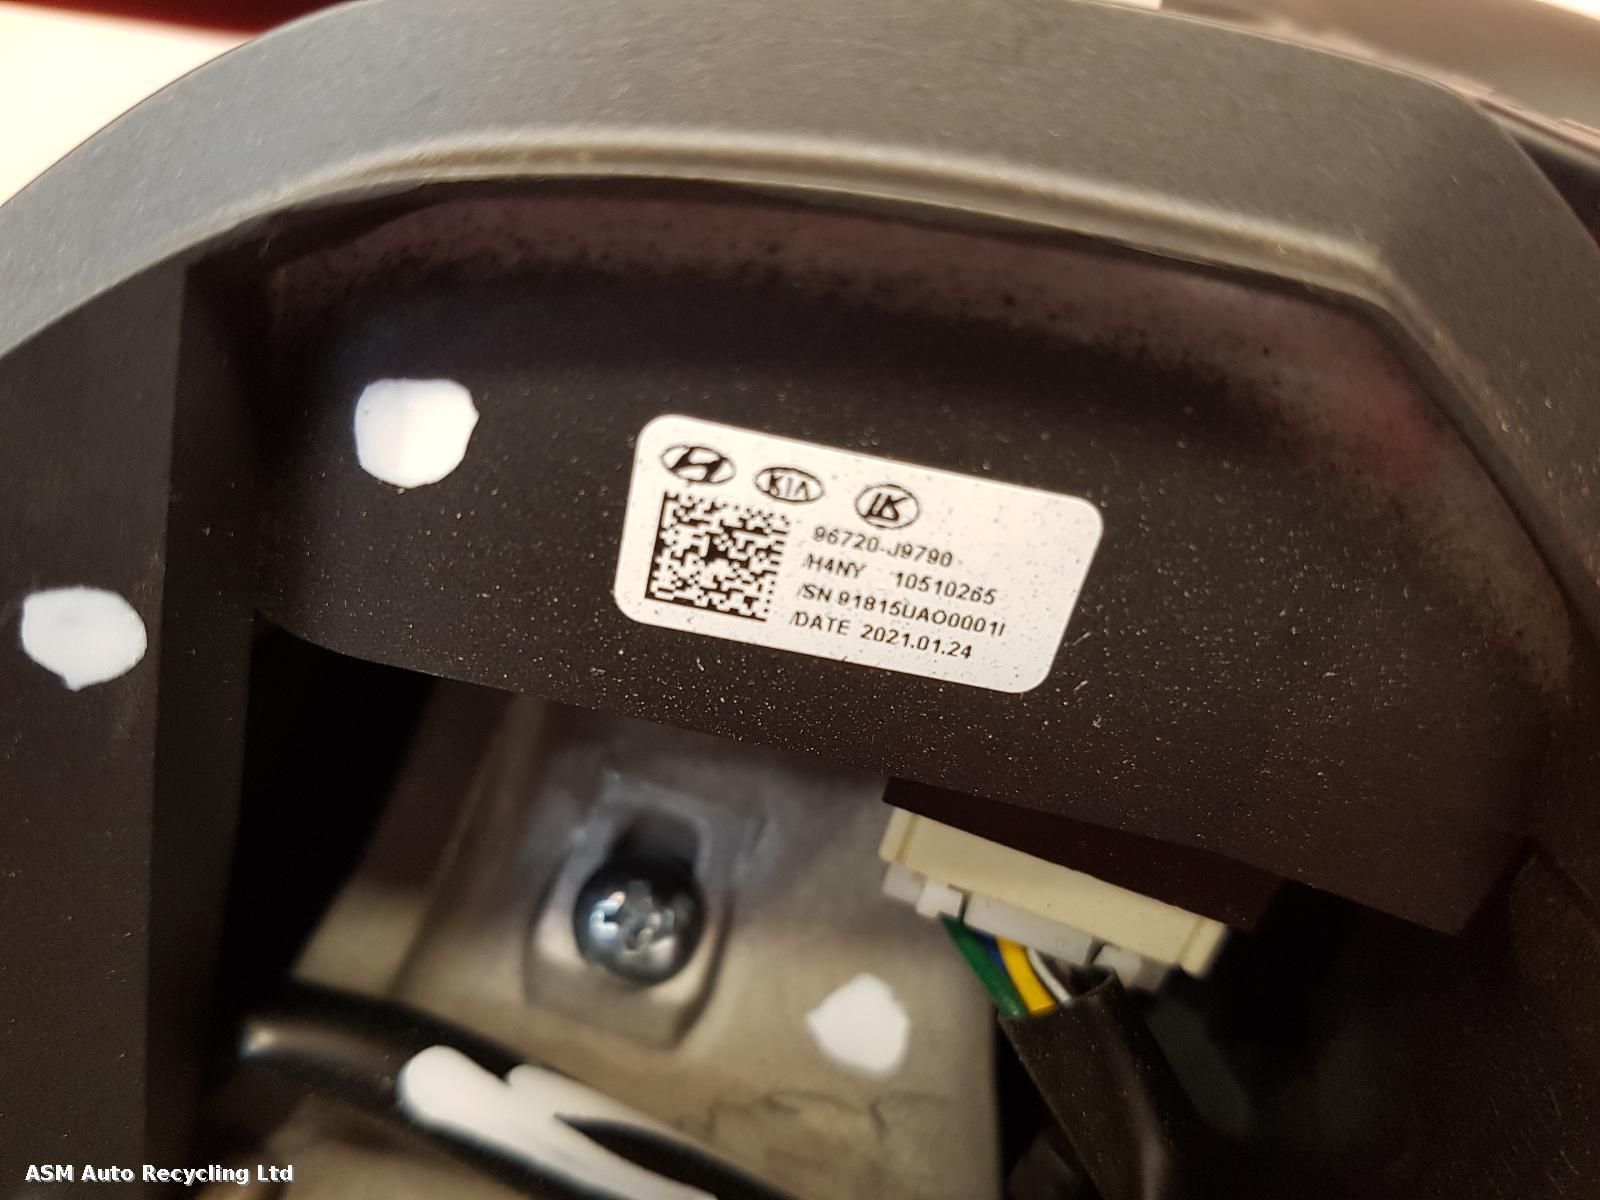 KIA
96720-J9790
/H4NY 10510265
/SN 91815UAO0001I
/DATE 2021.01.24
ASM Auto Recycling Ltd